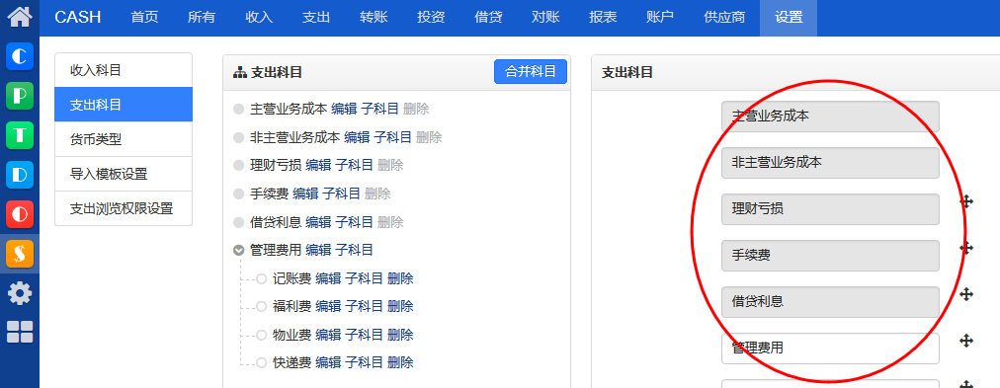 CASH 首页 所有 收入 支出 转账 投资 借贷 对账 报表 账户 供应商 设置
C
P
T
D
$
收入科目
支出科目
货币类型
导入模板设置
支出浏览权限设置
支出科目 合并科目
主营业务成本 编辑 子科目 删除
非主营业务成本 编辑 子科目 删除
理财亏损 编辑 子科目 删除
手续费 编辑 子科目 删除
借贷利息 编辑 子科目 删除
管理费用 编辑 子科目
记账费 编辑 子科目 删除
福利费 编辑 子科目 删除
物业费 编辑 子科目 删除
快递费 编辑 子科目 删除
支出科目
主营业务成本
非主营业务成本
理财亏损
手续费
借贷利息
管理费用